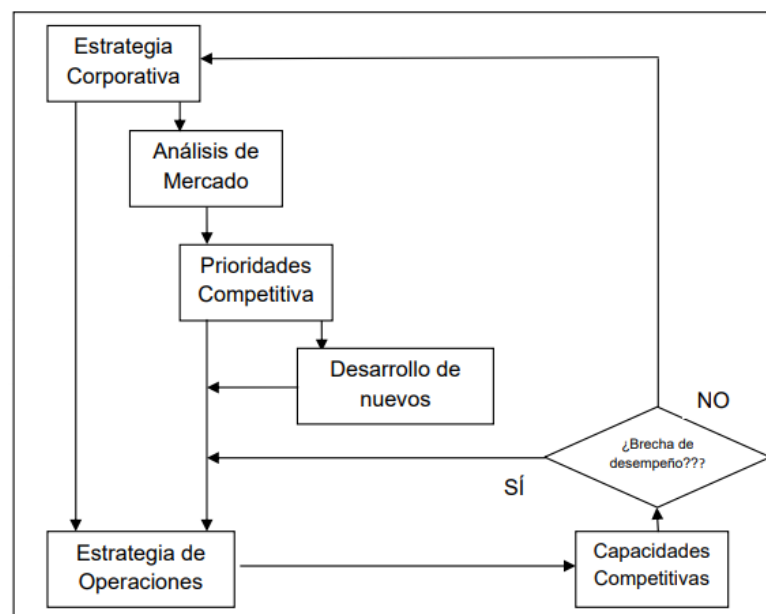 Estrategia
Corporativa
Análisis de
Mercado
Prioridades
Competitiva
Desarrollo de
nuevos
NO
¿Brecha de
desempeño???
SÍ
Estrategia de
Operaciones
Capacidades
Competitivas